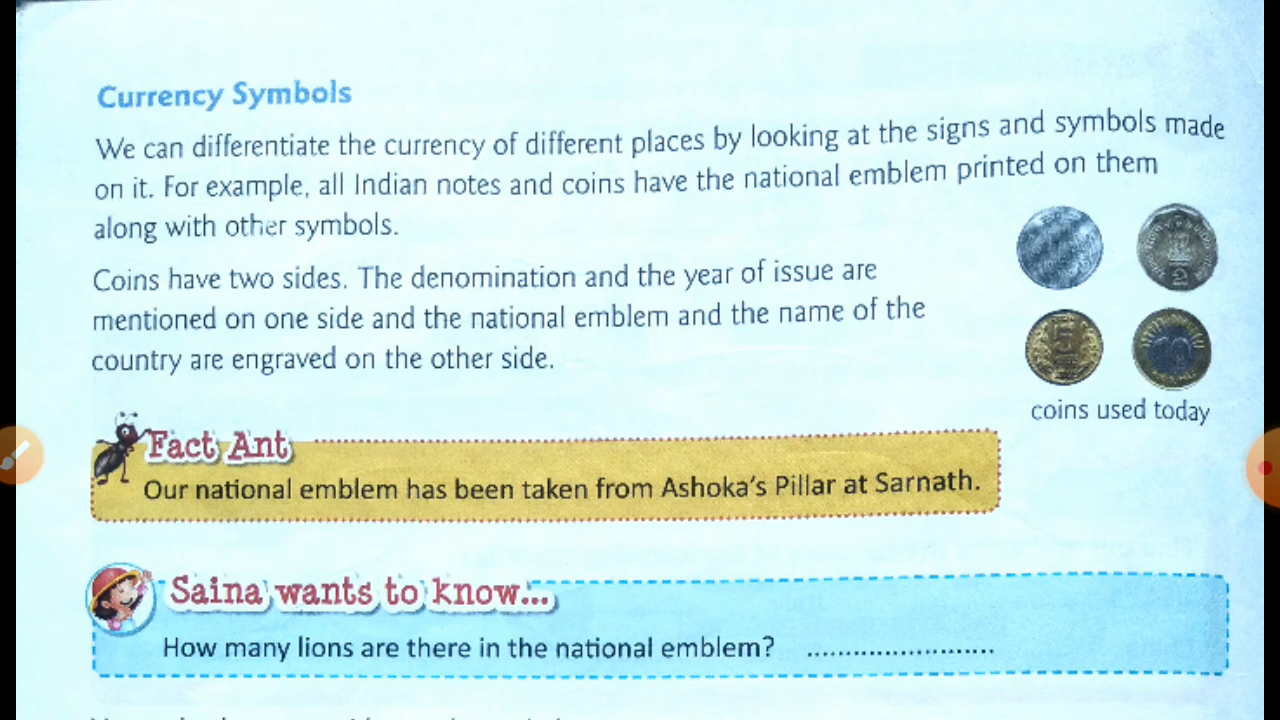 Currency Symbols
We can differentiate the currency of different places by looking at the signs and symbols made
on it. For example, all Indian notes and coins have the national emblem printed on them
along with other symbols.
Coins have two sides. The denomination and the year of issue are
mentioned on one side and the national emblem and the name of the
country are engraved on the other side.
2
5
10
coins used today
Fact Ant
Our national emblem has been taken from Ashoka's Pillar at Sarnath.
Saina wants to know...
How many lions are there in the national emblem? .........................